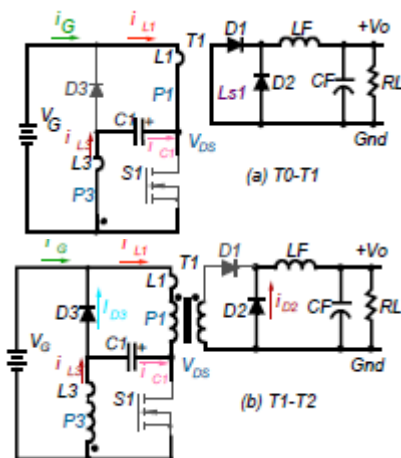 iG iL1 T1 D1 LF +Vo
L1
D3 P1 Ls1 D2 CF RL
VG C1 +
iL3 iC1 VDS Gnd
L3 S1
P3 (a) T0-T1
iG iL1 T1 D1 LF +Vo
L1
D3 iD3 P1 D2 iD2 CF RL
VG C1 +
iL3 iC1 VDS Gnd
L3 S1
P3 (b) T1-T2